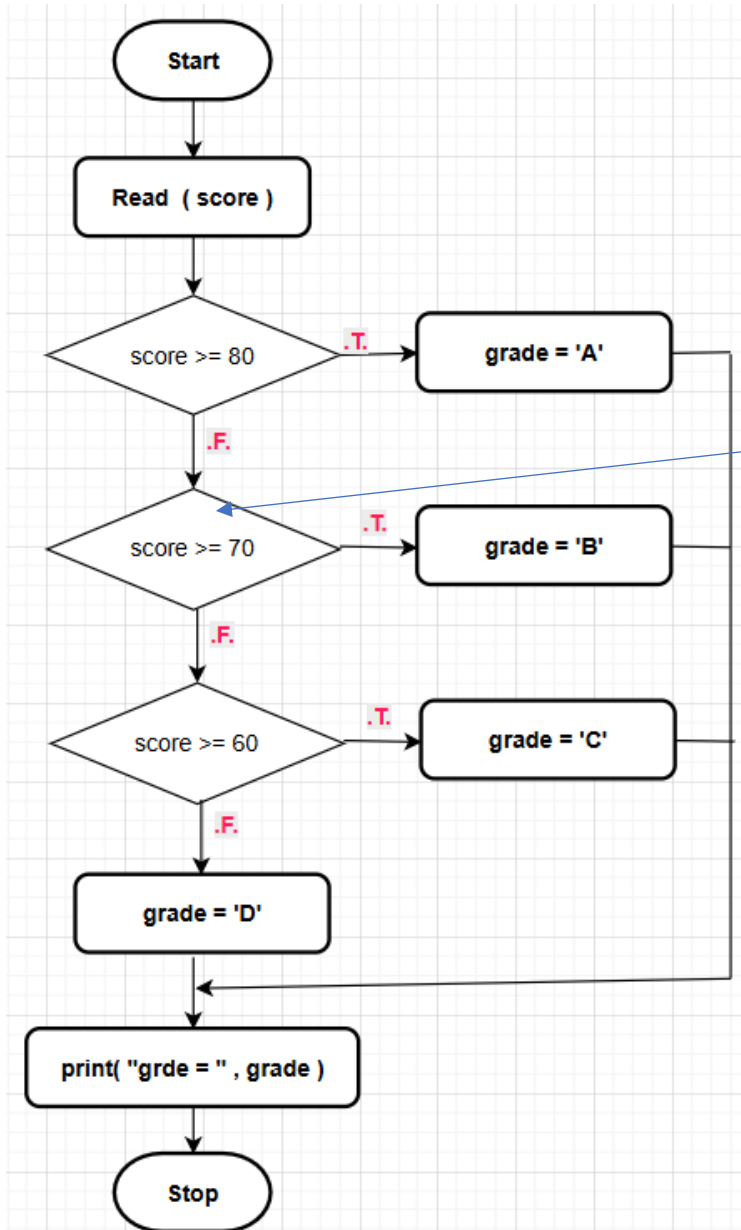 Start
Read ( score )
score >= 80
.T.
grade = 'A'
.F.
score >= 70
.T.
grade = 'B'
.F.
score >= 60
.T.
grade = 'C'
.F.
grade = 'D'
print( "grde = " , grade )
Stop